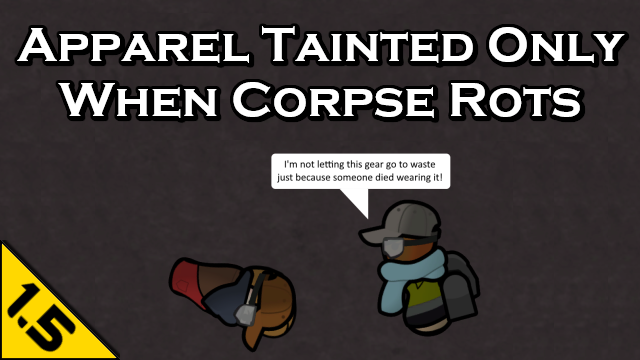 Apparel Tainted Only
When Corpse Rots
I'm not letting this gear go to waste
just because someone died wearing it!
1.5